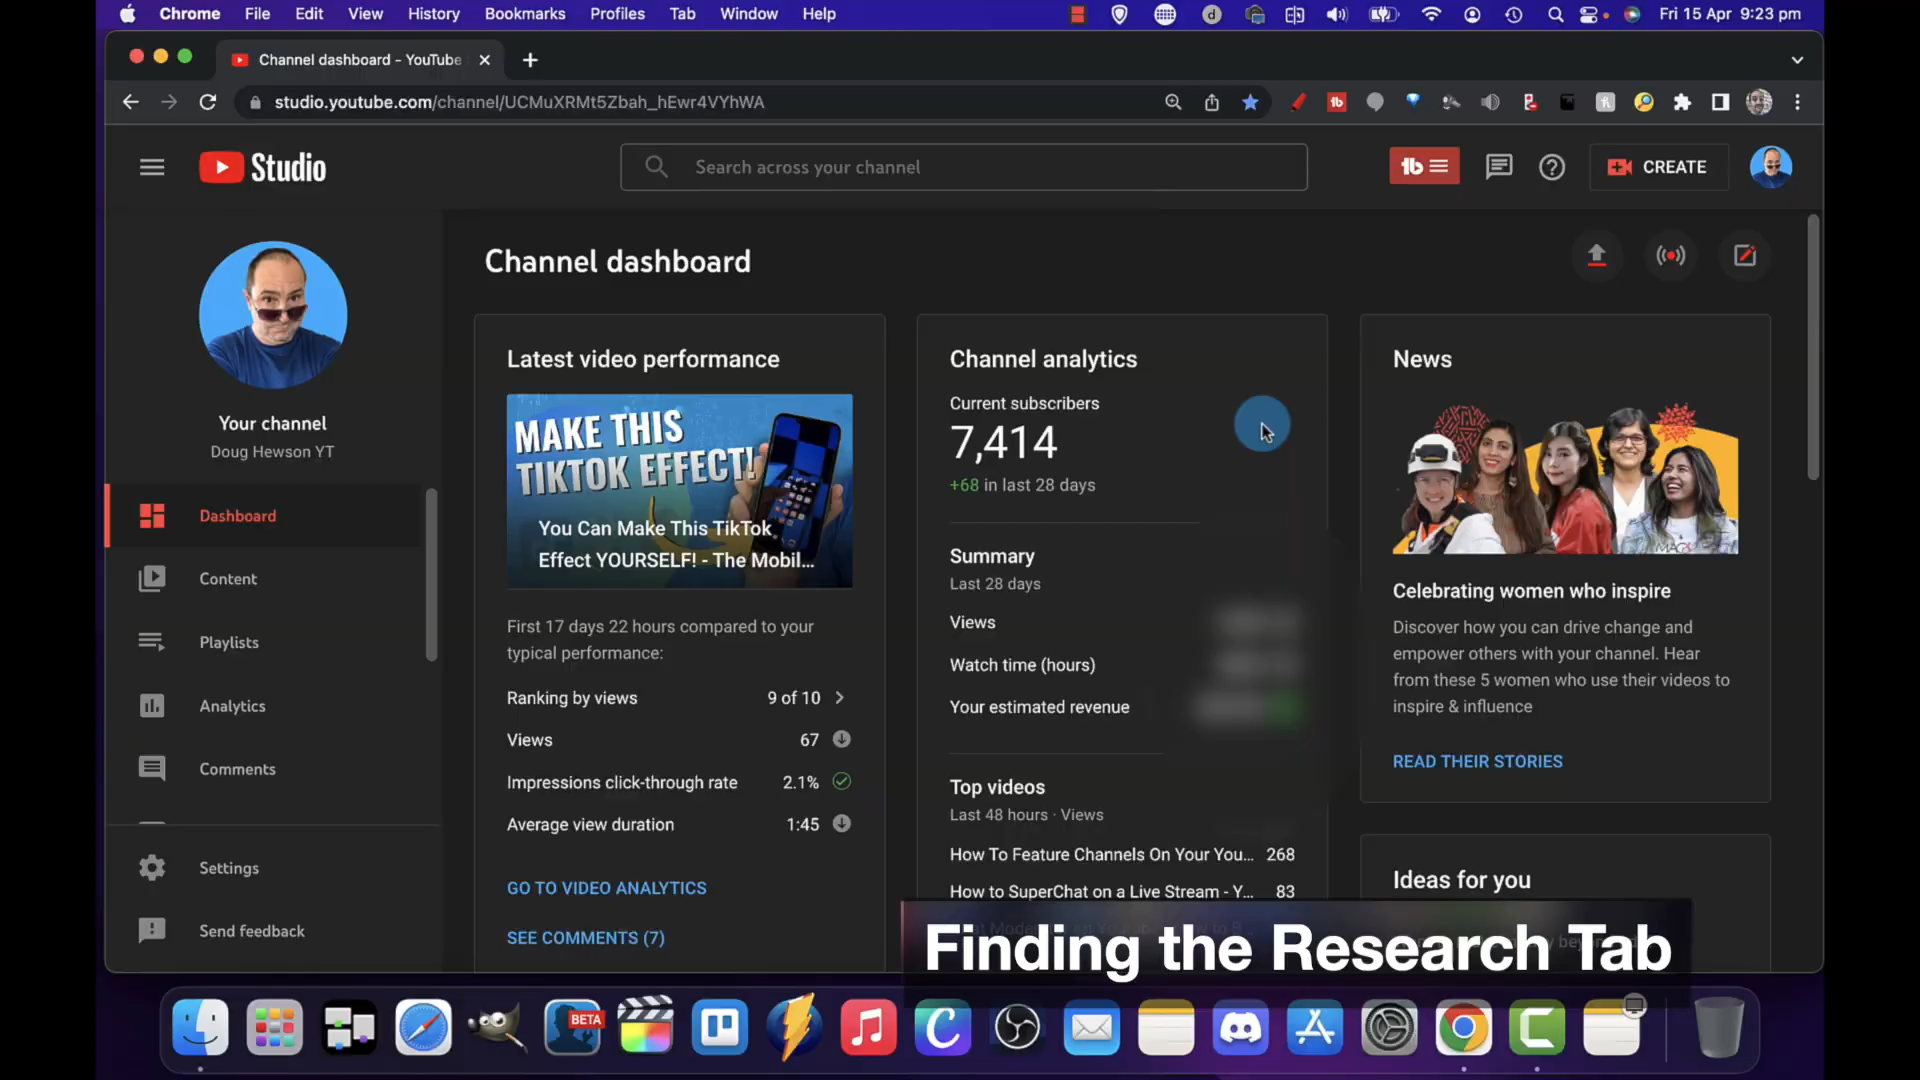 Chrome File Edit View History Bookmarks Profiles Tab Window Help
Fri 15 Apr 9:23 pm
Channel dashboard - YouTube
studio.youtube.com/channel/UCMuXRMt5Zbah_hEwr4VYhWA
Studio
Search across your channel
CREATE
Your channel
Doug Hewson YT
Dashboard
Content
Playlists
Analytics
Comments
Settings
Send feedback
Channel dashboard
Latest video performance
MAKE THIS
TIKTOK EFFECT!
You Can Make This TikTok
Effect YOURSELF! - The Mobil...
First 17 days 22 hours compared to your
typical performance:
Ranking by views 9 of 10
Views 67
Impressions click-through rate 2.1%
Average view duration 1:45
GO TO VIDEO ANALYTICS
SEE COMMENTS (7)
Channel analytics
Current subscribers
7,414
+68 in last 28 days
Summary
Last 28 days
Views
Watch time (hours)
Your estimated revenue
Top videos
Last 48 hours · Views
How To Feature Channels On Your You... 268
How to SuperChat on a Live Stream - Y... 83
News
Celebrating women who inspire
Discover how you can drive change and
empower others with your channel. Hear
from these 5 women who use their videos to
inspire & influence
READ THEIR STORIES
Ideas for you
Finding the Research Tab
BETA